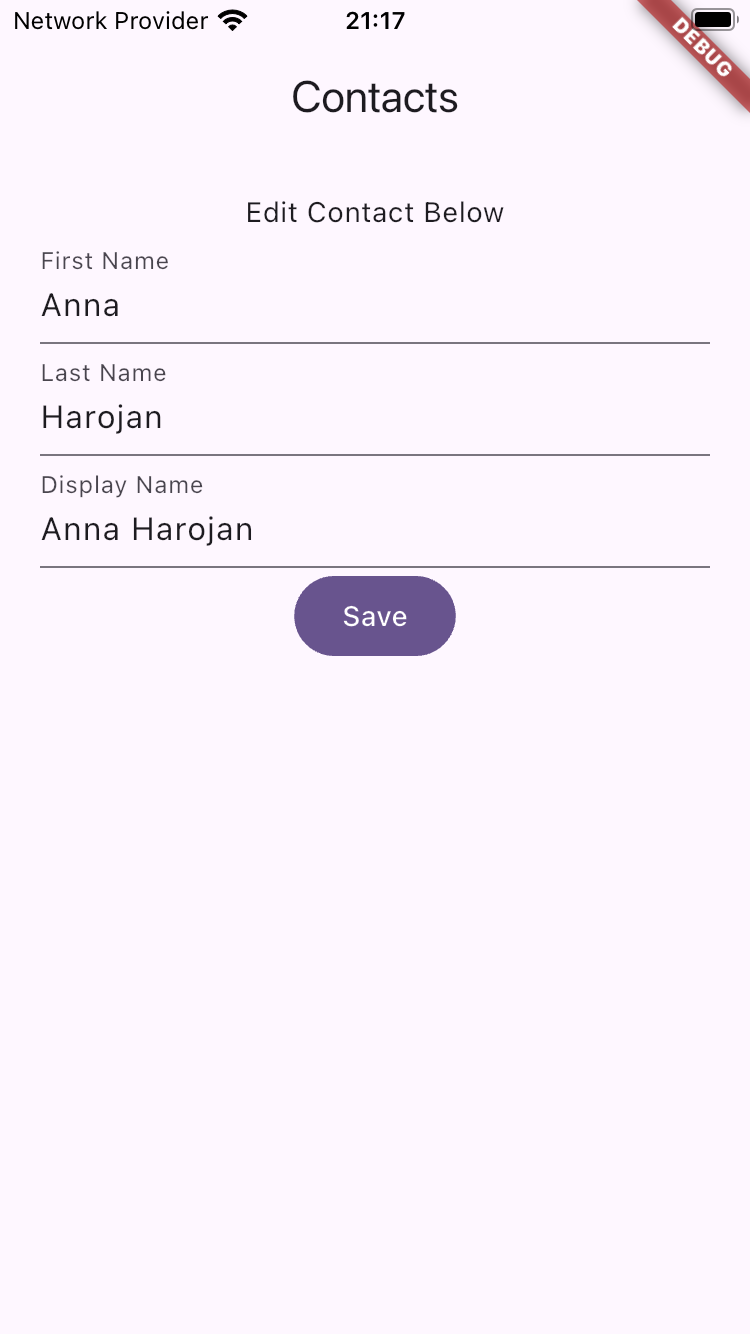 Network Provider 21:17
DEBUG
Contacts
Edit Contact Below
First Name
Anna
Last Name
Harojan
Display Name
Anna Harojan
Save